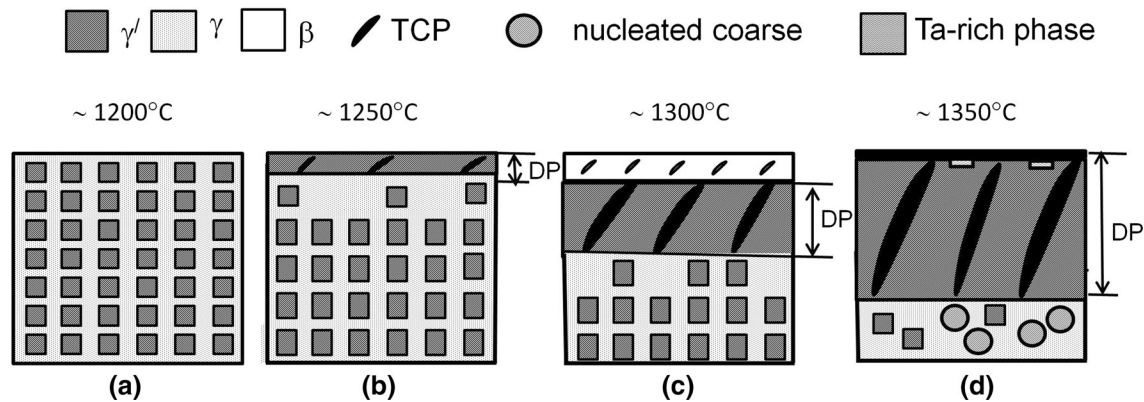 γ/ γ β TCP nucleated coarse Ta-rich phase
~ 1200°C ~ 1250°C ~ 1300°C ~ 1350°C
DP DP DP
(a) (b) (c) (d)